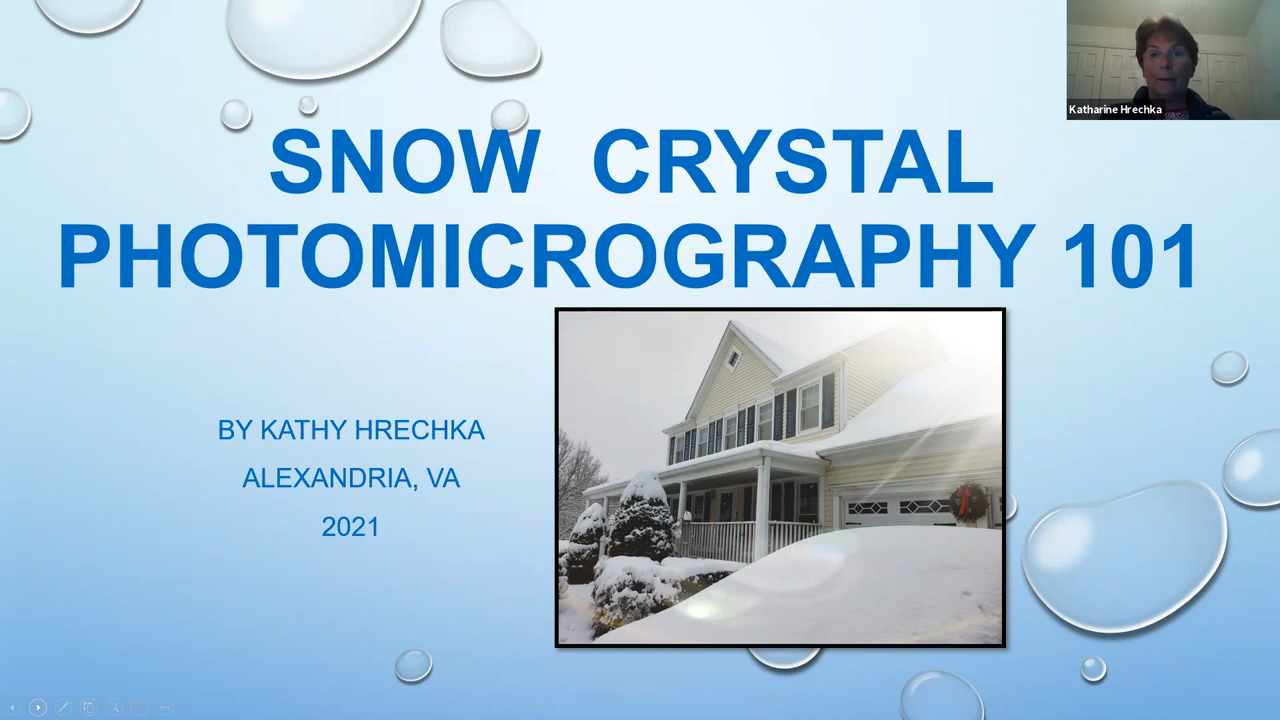 Katharine Hrechka
SNOW CRYSTAL
PHOTOMICROGRAPHY 101
BY KATHY HRECHKA
ALEXANDRIA, VA
2021